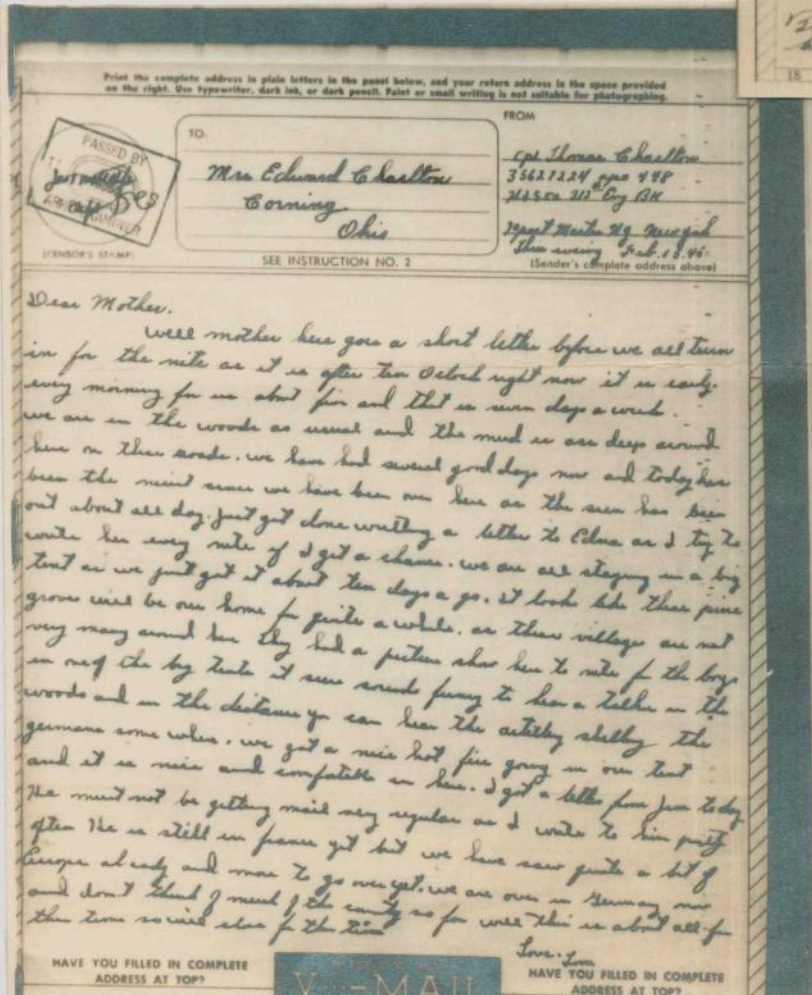 18
Print the complete address in plain letters in the panel below, and your return address in the space provided
on the right. Use typewriter, dark ink, or dark pencil. Faint or small writing is not suitable for photographing.
PASSED BY
ARMY EXAMINER
(CENSOR'S STAMP)
TO:
Mrs Edward Charlton
Corning
Ohio
SEE INSTRUCTION NO. 2
FROM
Cpl Thomas Charlton
35627224 apo 448
Eng BN
New york
Thur evening Feb. 45-
(Sender's complete address above)
Dear Mother.
well mother here goes a short letter before we all turn
in for the nite as it is after ten Oclock right now it is early
every morning for us about five and that is seven days a week.
we are in the woods as usual and the mud is deep around
here on these roads. we have had several good days now and today has
been the since we have been over here as the sun has been
out about all day. Just got done writting a letter to Edna as I try to
write her every nite if I get a chance. we are all staying in a big
tent as we just got it about ten days a go. it looks like these pine
groves will be our home for quite a while. as these villages are not
very many around here they had a picture show here to nite for the boys
in one of the big tents it sounds funny to hear a talkie in the
woods and in the distance you can hear the artillery shelling the
germans some where. we got a nice hot fire going in our tent
and it is nice and in here. I got a letter from Jim today
He must not be getting mail very regular as I write to him pretty
often He is still in france yet but we have saw quite a bit of
Europe already and more to go over yet. we are over in Germany now
and don't think of much of the so far well this is about all for
this time so will close for this time
Love. Tom
HAVE YOU FILLED IN COMPLETE
ADDRESS AT TOP?
V-MAIL
HAVE YOU FILLED IN COMPLETE
ADDRESS AT TOP?